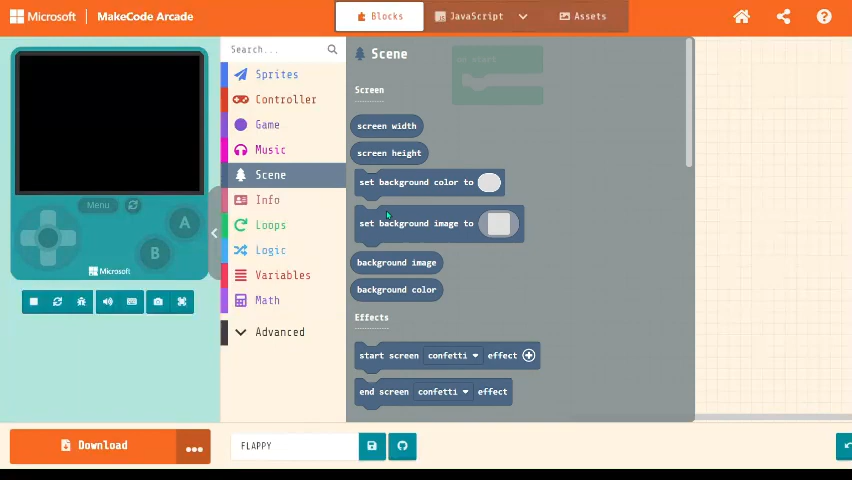 Microsoft
MakeCode Arcade
Blocks
JavaScript
Assets
Menu
A
B
Microsoft
Search...
Sprites
Controller
Game
Music
Scene
Info
Loops
Logic
Variables
Math
Advanced
Scene
Screen
screen width
screen height
set background color to
set background image to
background image
background color
Effects
start screen confetti effect
end screen confetti effect
on start
Download
FLAPPY